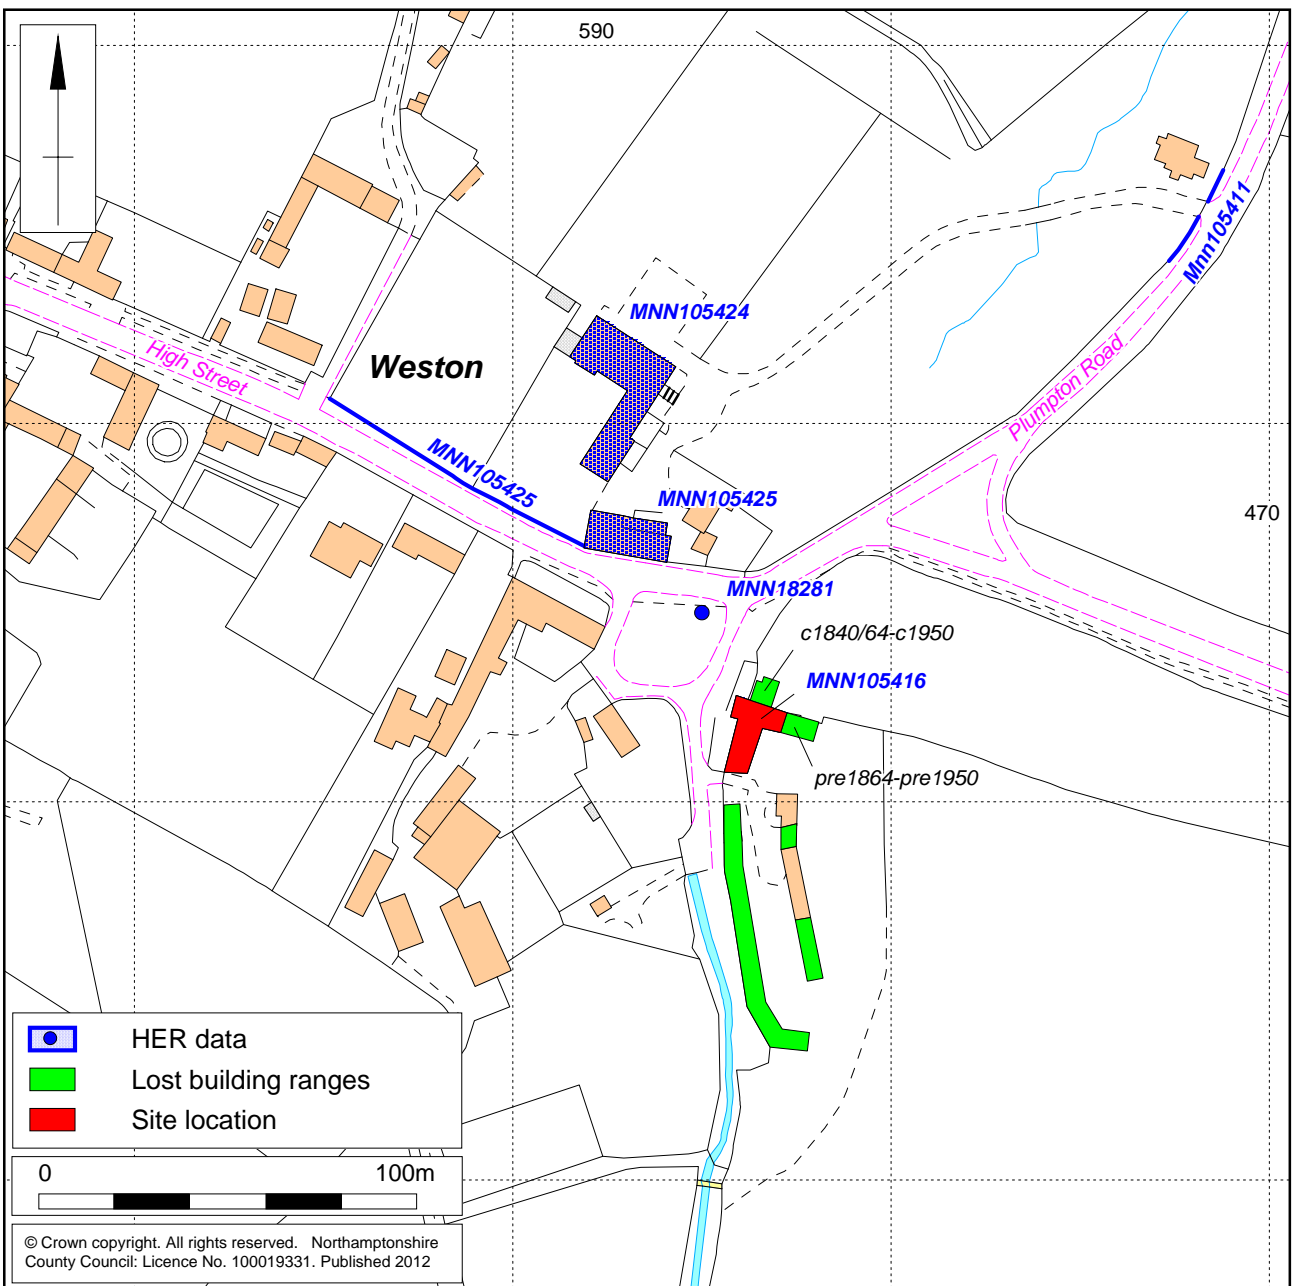 590
Mnn105411
MNN105424
High Street
Weston
Plumpton Road
MNN105425
MNN105425
470
MNN18281
c1840/64-c1950
MNN105416
pre1864-pre1950
HER data
Lost building ranges
Site location
0 100m
© Crown copyright. All rights reserved. Northamptonshire
County Council: Licence No. 100019331. Published 2012